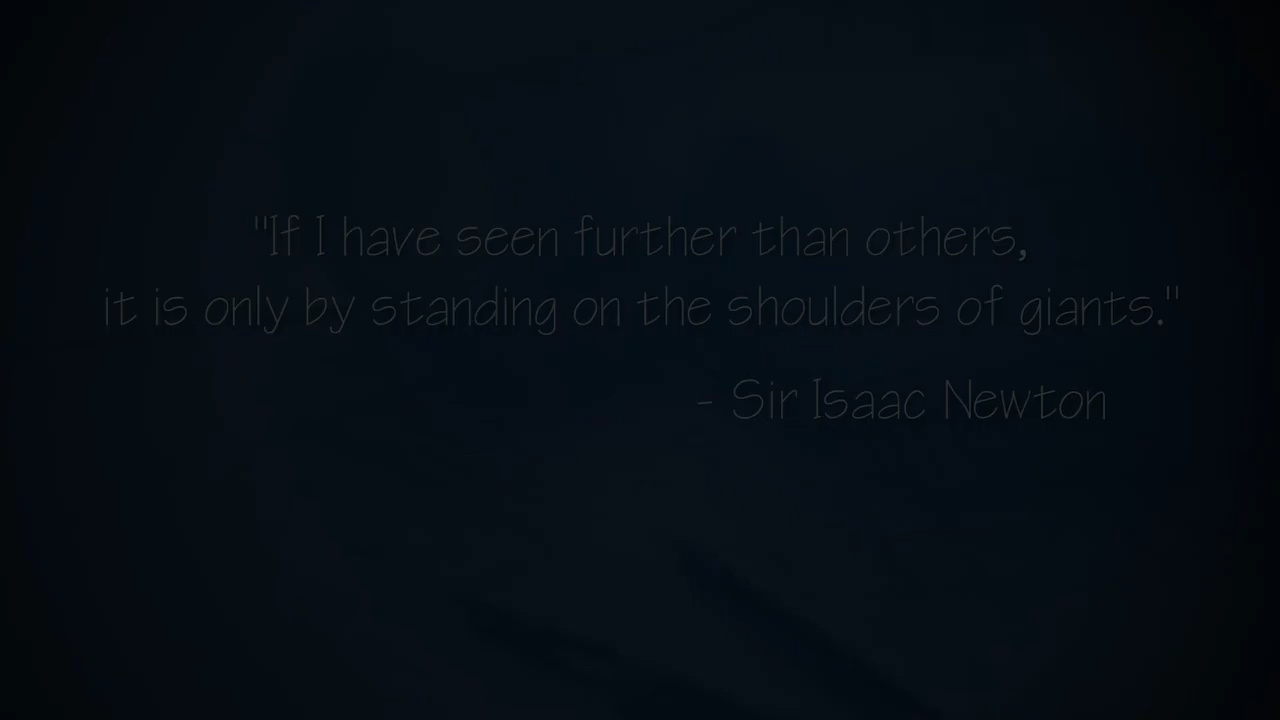 "If I have seen further than others,
it is only by standing on the shoulders of giants."
- Sir Isaac Newton